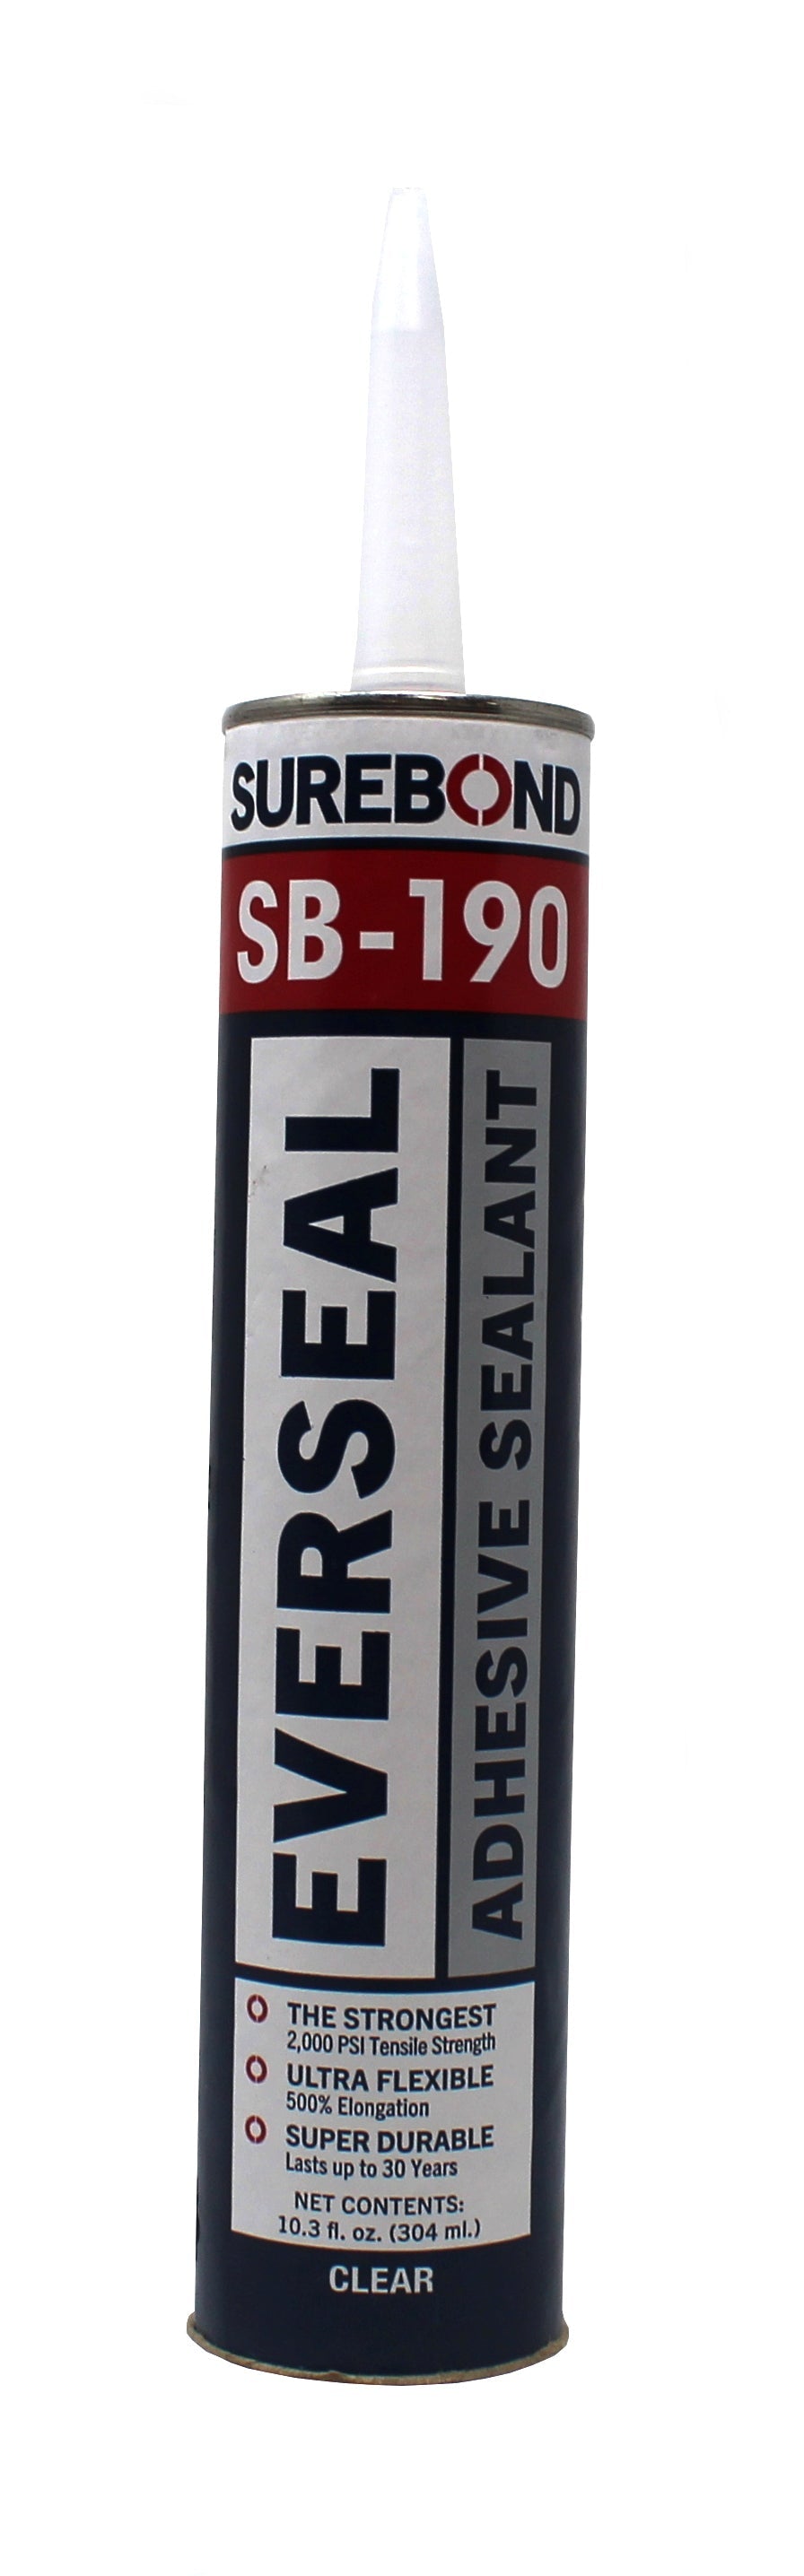 SUREBOND
SB-190
EVERSEAL
ADHESIVE SEALANT
THE STRONGEST
2,000 PSI Tensile Strength
ULTRA FLEXIBLE
500% Elongation
SUPER DURABLE
Lasts up to 30 Years
NET CONTENTS:
10.3 fl. oz. (304 ml.)
CLEAR